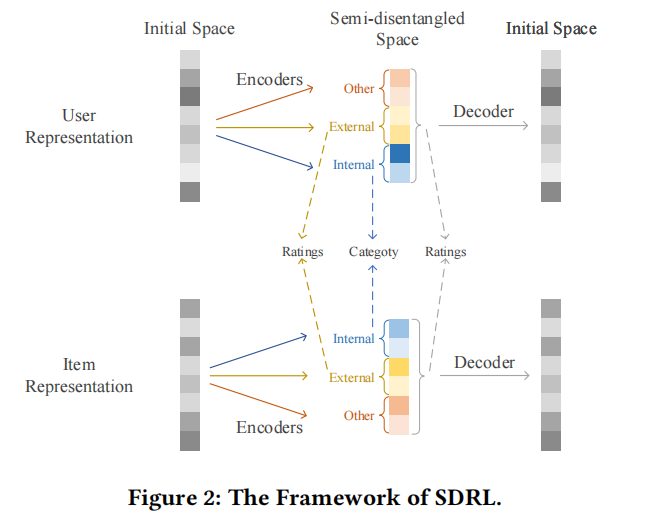 Initial Space
Semi-disentangled
Space
Initial Space
Encoders
Other
User
Representation
External
Decoder
Internal
Ratings
Categoty
Ratings
Internal
Item
Representation
External
Decoder
Other
Encoders
Figure 2: The Framework of SDRL.